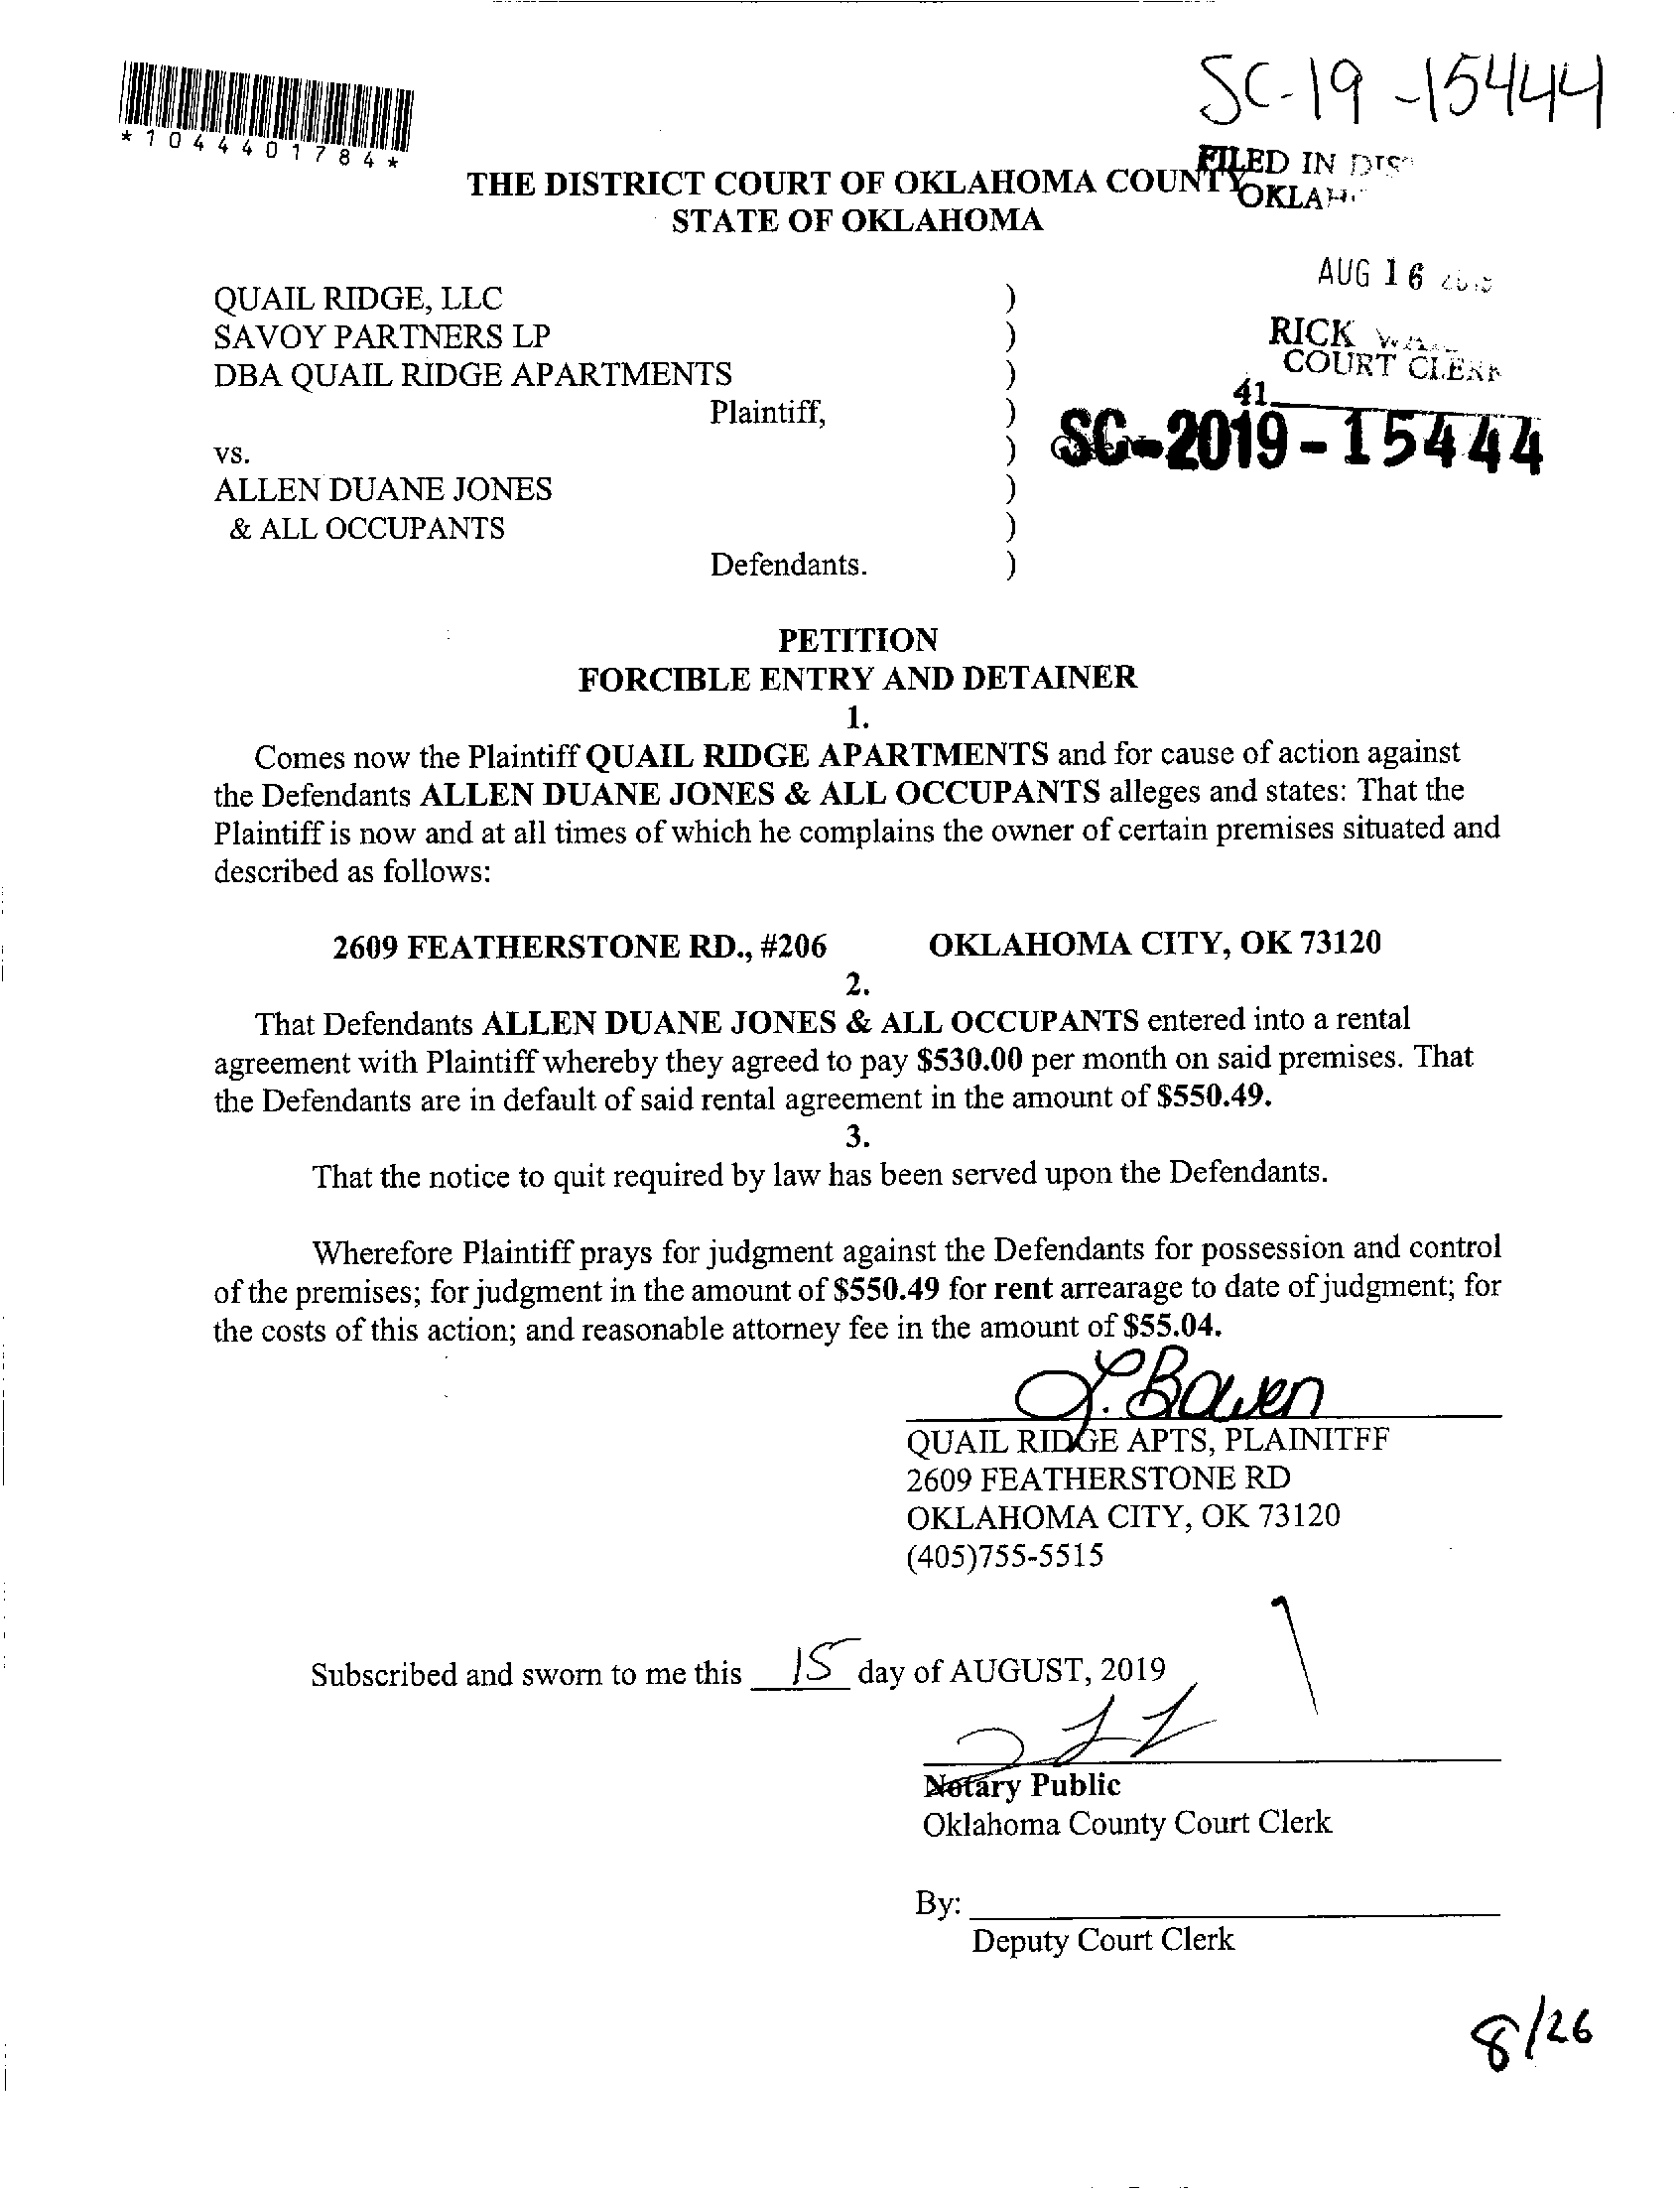 SC-19-15444
*1044401784*
FILED IN
THE DISTRICT COURT OF OKLAHOMA COUNTY
STATE OF OKLAHOMA
AUG 16
QUAIL RIDGE, LLC )
SAVOY PARTNERS LP ) RICK
COURT CLERK
DBA QUAIL RIDGE APARTMENTS )
41
Plaintiff, )
SC-2019-15444
vs. )
ALLEN DUANE JONES )
& ALL OCCUPANTS )
Defendants. )
PETITION
FORCIBLE ENTRY AND DETAINER
1.
Comes now the Plaintiff QUAIL RIDGE APARTMENTS and for cause of action against
the Defendants ALLEN DUANE JONES & ALL OCCUPANTS alleges and states: That the
Plaintiff is now and at all times of which he complains the owner of certain premises situated and
described as follows:
2609 FEATHERSTONE RD., #206 OKLAHOMA CITY, OK 73120
2.
That Defendants ALLEN DUANE JONES & ALL OCCUPANTS entered into a rental
agreement with Plaintiff whereby they agreed to pay $530.00 per month on said premises. That
the Defendants are in default of said rental agreement in the amount of $550.49.
3.
That the notice to quit required by law has been served upon the Defendants.
Wherefore Plaintiff prays for judgment against the Defendants for possession and control
of the premises; for judgment in the amount of $550.49 for rent arrearage to date of judgment; for
the costs of this action; and reasonable attorney fee in the amount of $55.04.
L. Bowen
QUAIL RIDGE APTS, PLAINITFF
2609 FEATHERSTONE RD
OKLAHOMA CITY, OK 73120
(405)755-5515
Subscribed and sworn to me this 15 day of AUGUST, 2019
Notary Public
Oklahoma County Court Clerk
By:
Deputy Court Clerk
8/26